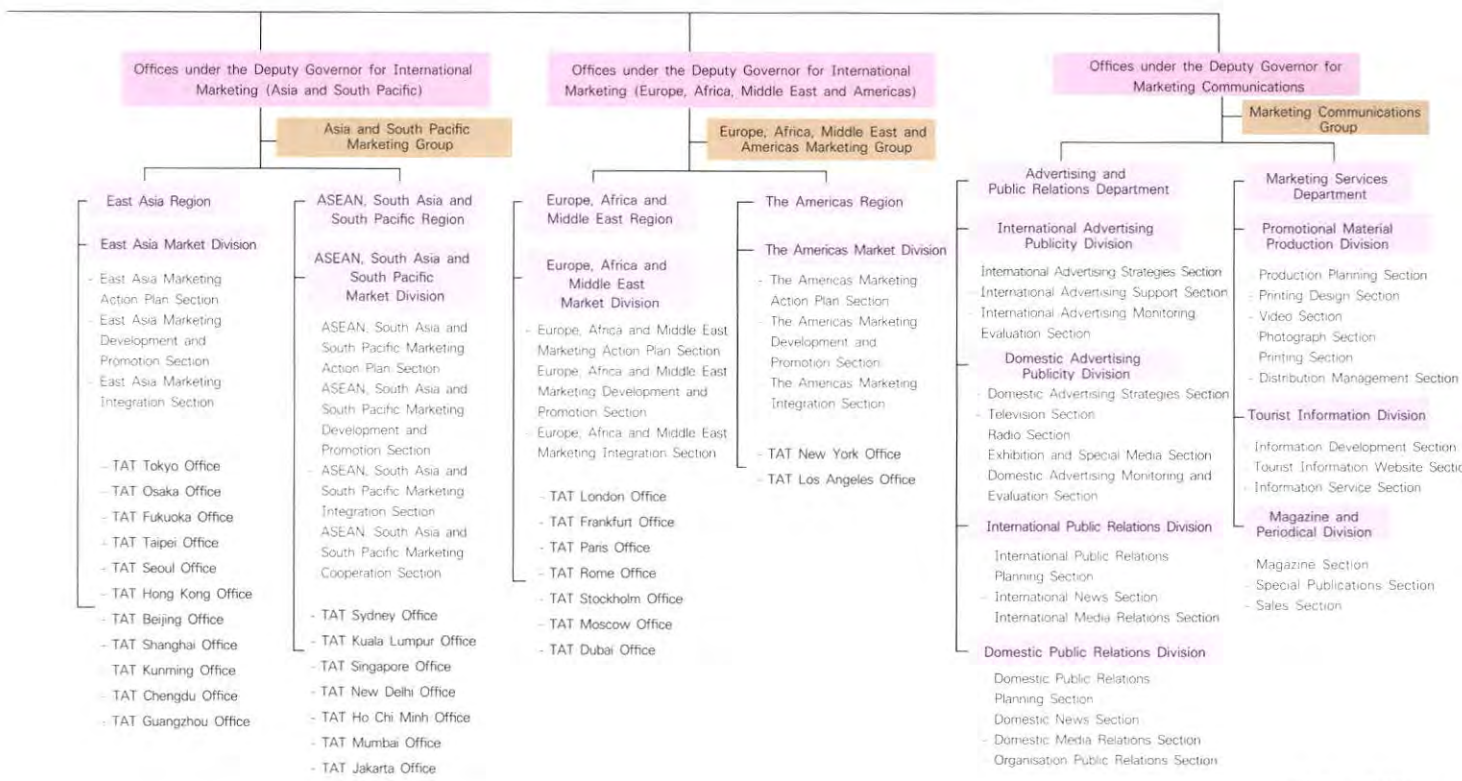 Offices under the Deputy Governor for International
Marketing (Asia and South Pacific)
Asia and South Pacific
Marketing Group
East Asia Region
East Asia Market Division
- East Asia Marketing
Action Plan Section
- East Asia Marketing
Development and
Promotion Section
- East Asia Marketing
Integration Section
- TAT Tokyo Office
- TAT Osaka Office
- TAT Fukuoka Office
- TAT Taipei Office
- TAT Seoul Office
- TAT Hong Kong Office
- TAT Beijing Office
- TAT Shanghai Office
- TAT Kunming Office
- TAT Chengdu Office
- TAT Guangzhou Office
ASEAN, South Asia and
South Pacific Region
ASEAN, South Asia and
South Pacific
Market Division
- ASEAN, South Asia and
South Pacific Marketing
Action Plan Section
ASEAN, South Asia and
South Pacific Marketing
Development and
Promotion Section
- ASEAN, South Asia and
South Pacific Marketing
Integration Section
ASEAN, South Asia and
South Pacific Marketing
Cooperation Section
- TAT Sydney Office
- TAT Kuala Lumpur Office
- TAT Singapore Office
- TAT New Delhi Office
- TAT Ho Chi Minh Office
- TAT Mumbai Office
- TAT Jakarta Office
Offices under the Deputy Governor for International
Marketing (Europe, Africa, Middle East and Americas)
Europe, Africa, Middle East and
Americas Marketing Group
Europe, Africa and
Middle East Region
Europe, Africa and
Middle East
Market Division
- Europe, Africa and Middle East
Marketing Action Plan Section
Europe, Africa and Middle East
Marketing Development and
Promotion Section
- Europe, Africa and Middle East
Marketing Integration Section
- TAT London Office
- TAT Frankfurt Office
- TAT Paris Office
- TAT Rome Office
- TAT Stockholm Office
- TAT Moscow Office
- TAT Dubai Office
The Americas Region
The Americas Market Division
- The Americas Marketing
Action Plan Section
- The Americas Marketing
Development and
Promotion Section
The Americas Marketing
Integration Section
- TAT New York Office
- TAT Los Angeles Office
Offices under the Deputy Governor for
Marketing Communications
Marketing Communications
Group
Advertising and
Public Relations Department
International Advertising
Publicity Division
International Advertising Strategies Section
- International Advertising Support Section
- International Advertising Monitoring
Evaluation Section
Domestic Advertising
Publicity Division
- Domestic Advertising Strategies Section
- Television Section
Radio Section
Exhibition and Special Media Section
Domestic Advertising Monitoring and
Evaluation Section
International Public Relations Division
International Public Relations
Planning Section
- International News Section
International Media Relations Section
Domestic Public Relations Division
Domestic Public Relations
Planning Section
Domestic News Section
- Domestic Media Relations Section
- Organisation Public Relations Section
Marketing Services
Department
Promotional Material
Production Division
- Production Planning Section
- Printing Design Section
- Video Section
Photograph Section
Printing Section
- Distribution Management Section
Tourist Information Division
- Information Development Section
- Tourist Information Website Sectio
- Information Service Section
Magazine and
Periodical Division
- Magazine Section
- Special Publications Section
- Sales Section